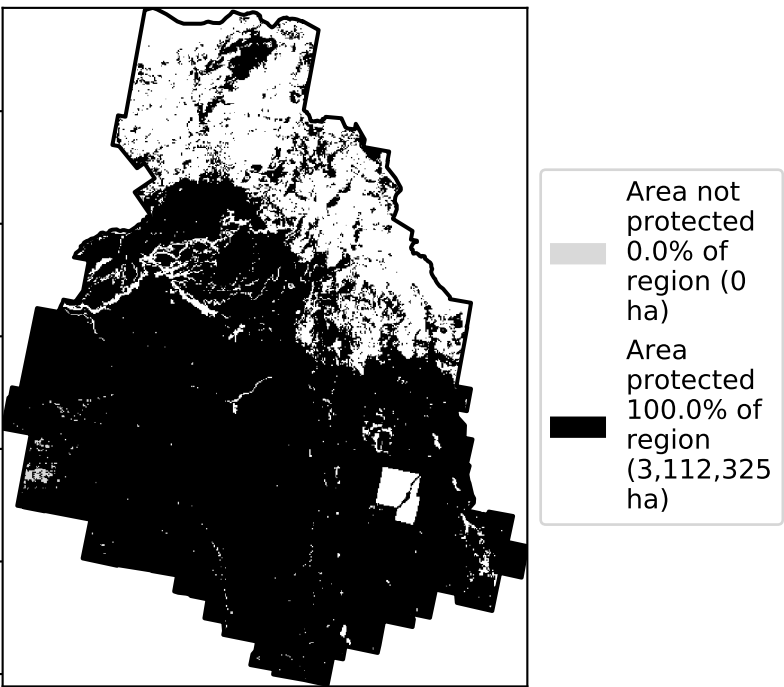 Area not
protected
0.0% of
region (0
ha)
Area
protected
100.0% of
region
(3,112,325
ha)